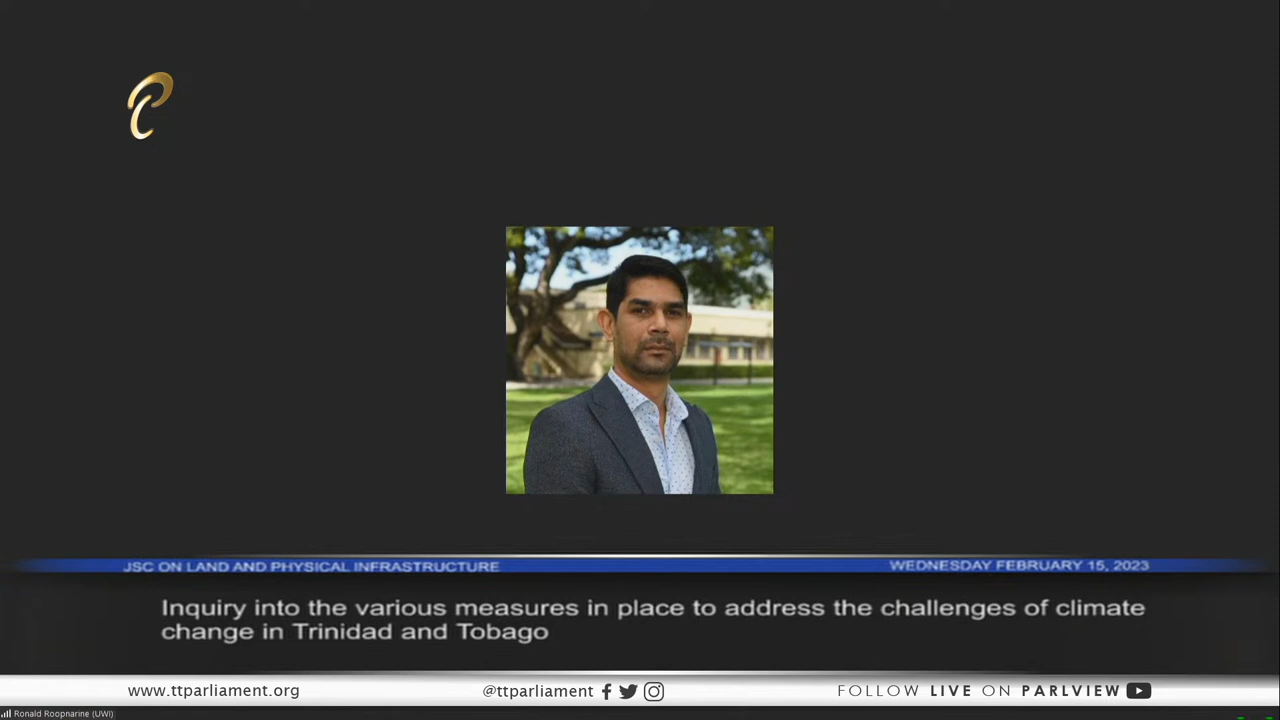 JSC ON LAND AND PHYSICAL INFRASTRUCTURE
WEDNESDAY FEBRUARY 15, 2023
Inquiry into the various measures in place to address the challenges of climate
change in Trinidad and Tobago
www.ttparliament.org
@ttparliament
FOLLOW LIVE ON PARLVIEW
Ronald Roopnarine (UWI)